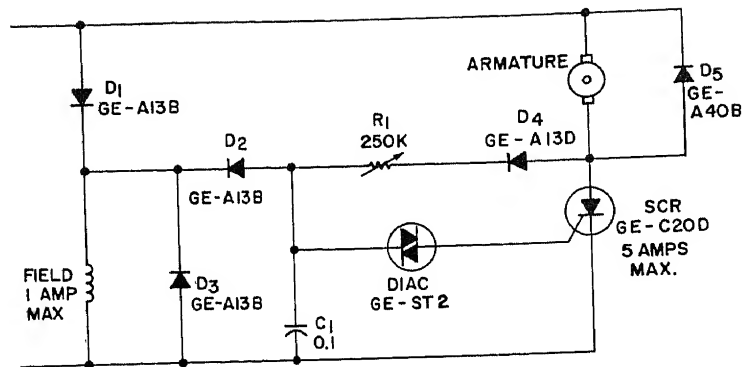 ARMATURE
D1
GE-A13B
D5
GE-
A40B
R1
250K
D4
GE-A13D
D2
GE-A13B
SCR
GE-C20D
5 AMPS
MAX.
FIELD
1 AMP
MAX
D3
GE-A13B
DIAC
GE-ST2
C1
0.1